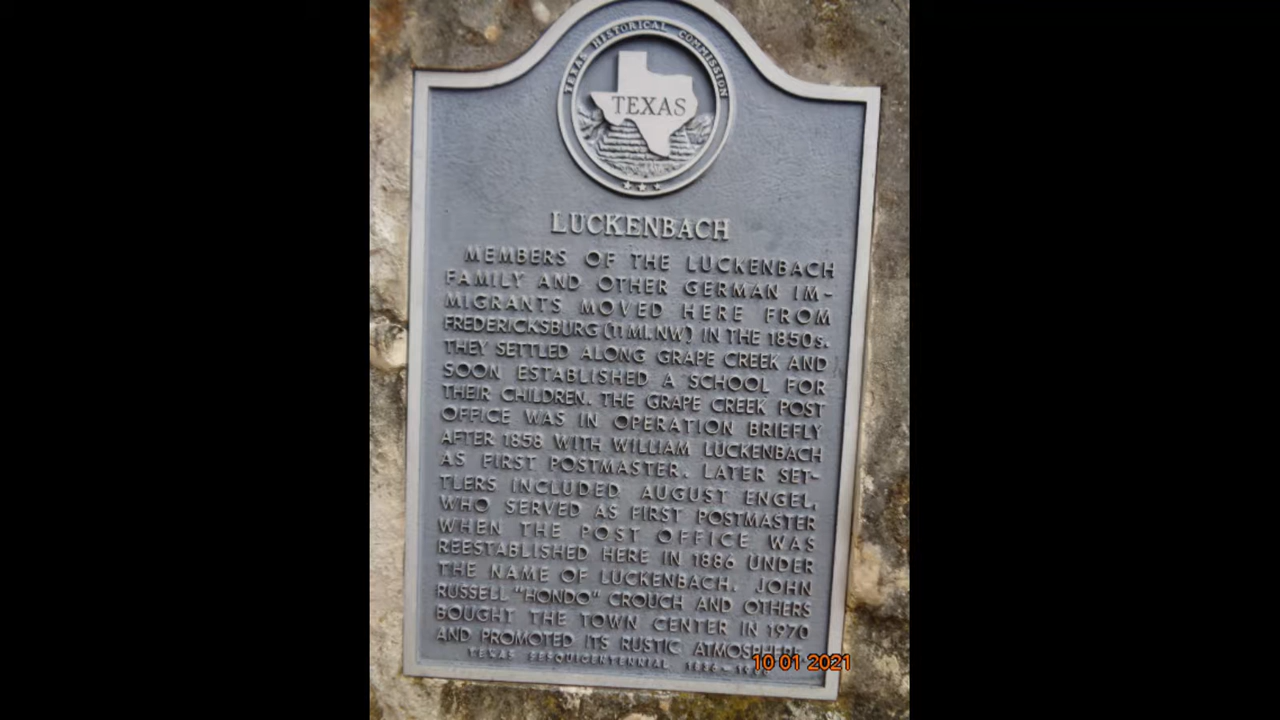 TEXAS HISTORICAL COMMISSION
TEXAS
LUCKENBACH
MEMBERS OF THE LUCKENBACH
FAMILY AND OTHER GERMAN IM-
MIGRANTS MOVED HERE FROM
FREDERICKSBURG (11 MI. NW) IN THE 1850s.
THEY SETTLED ALONG GRAPE CREEK AND
SOON ESTABLISHED A SCHOOL FOR
THEIR CHILDREN. THE GRAPE CREEK POST
OFFICE WAS IN OPERATION BRIEFLY
AFTER 1858 WITH WILLIAM LUCKENBACH
AS FIRST POSTMASTER. LATER SET-
TLERS INCLUDED AUGUST ENGEL,
WHO SERVED AS FIRST POSTMASTER
WHEN THE POST OFFICE WAS
REESTABLISHED HERE IN 1886 UNDER
THE NAME OF LUCKENBACH. JOHN
RUSSELL "HONDO" CROUCH AND OTHERS
BOUGHT THE TOWN CENTER IN 1970
AND PROMOTED ITS RUSTIC ATMOSPHERE.
TEXAS SESQUICENTENNIAL 1836-
10 01 2021